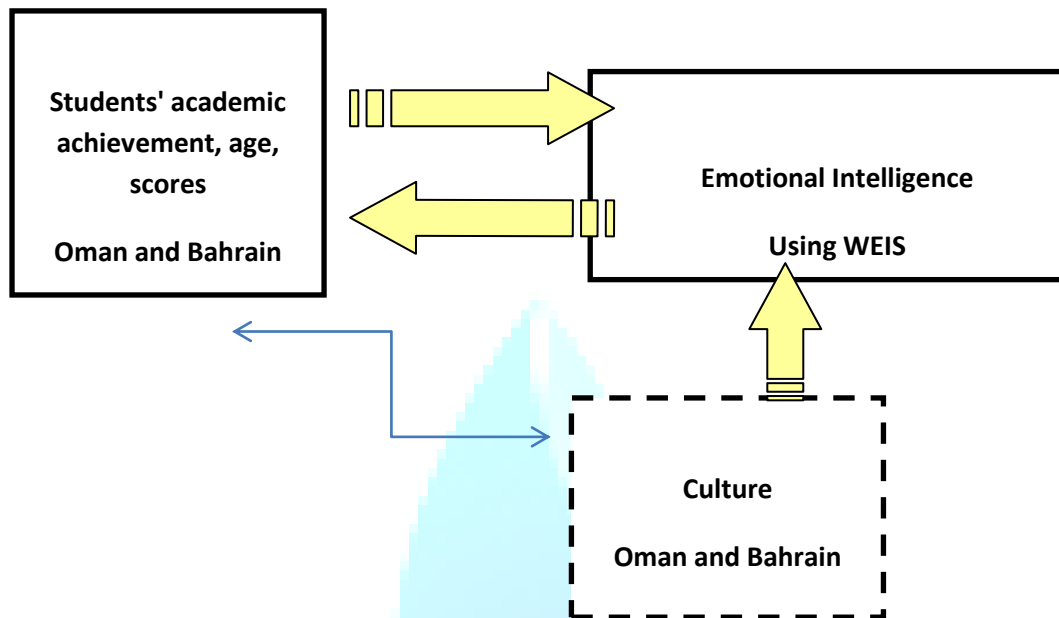 Students' academic
achievement, age,
scores
Oman and Bahrain
Emotional Intelligence
Using WEIS
Culture
Oman and Bahrain